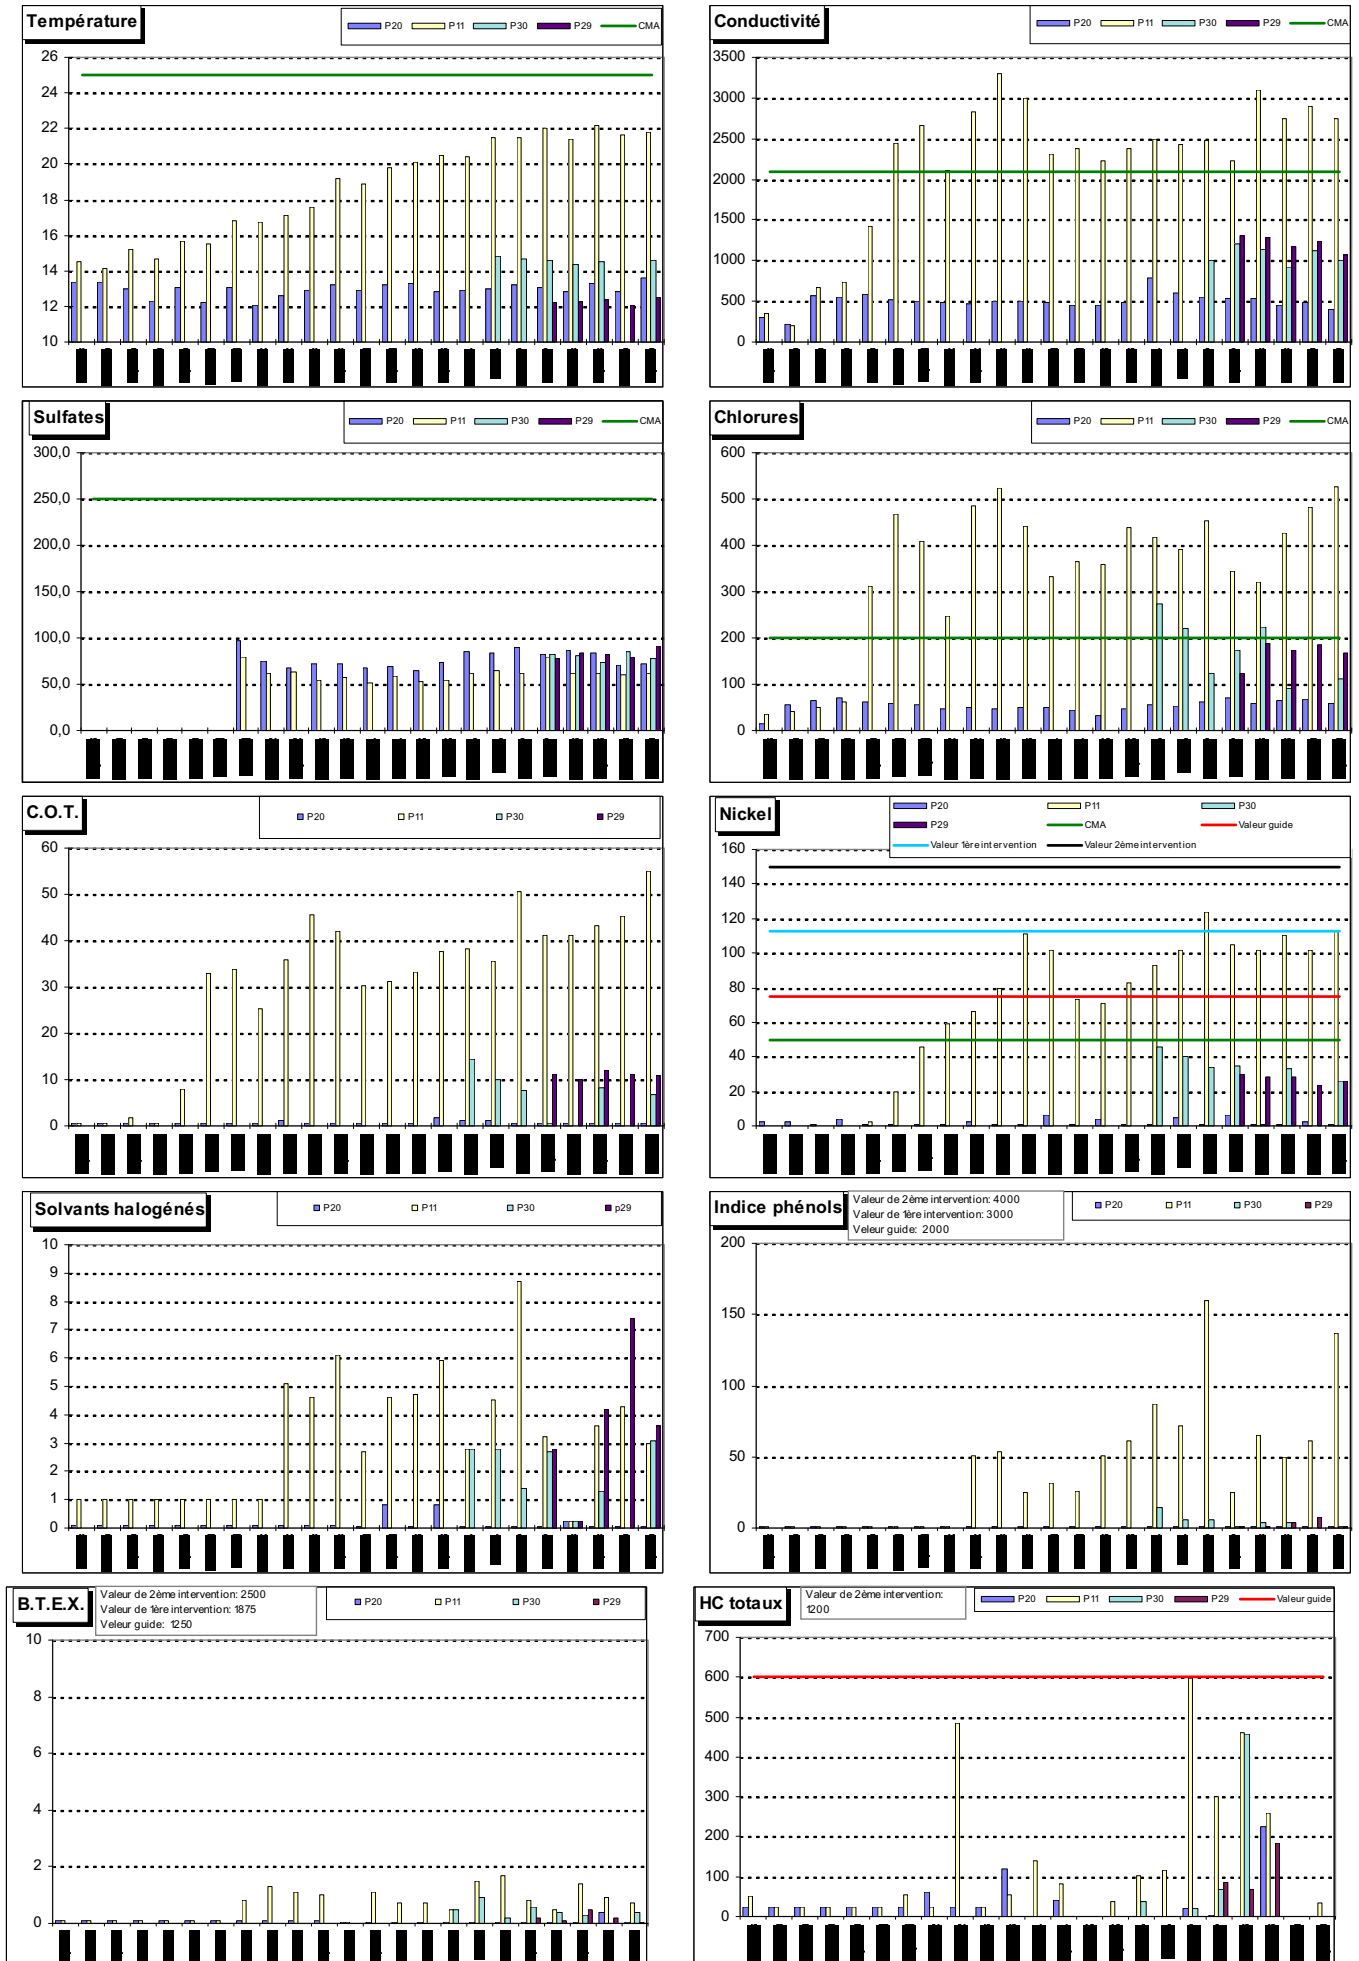 Température
P20 P11 P30 P29 CMA
26
24
22
20
18
16
14
12
10
Conductivité
P20 P11 P30 P29 CMA
3500
3000
2500
2000
1500
1000
500
0
Sulfates
P20 P11 P30 P29 CMA
300,0
250,0
200,0
150,0
100,0
50,0
0,0
Chlorures
P20 P11 P30 P29 CMA
600
500
400
300
200
100
0
C.O.T.
P20 P11 P30 P29
60
50
40
30
20
10
0
Nickel
P20 P11 P30
P29 CMA Valeur guide
Valeur 1ère intervention Valeur 2ème intervention
160
140
120
100
80
60
40
20
0
Solvants halogénés
P20 P11 P30 p29
10
9
8
7
6
5
4
3
2
1
0
Indice phénols
Valeur de 2ème intervention: 4000
Valeur de 1ère intervention: 3000
Veleur guide: 2000
P20 P11 P30 P29
200
150
100
50
0
B.T.E.X.
Valeur de 2ème intervention: 2500
Valeur de 1ère intervention: 1875
Veleur guide: 1250
P20 P11 P30 P29
10
8
6
4
2
0
HC totaux
Valeur de 2ème intervention:
1200
P20 P11 P30 P29 Valeur guide
700
600
500
400
300
200
100
0